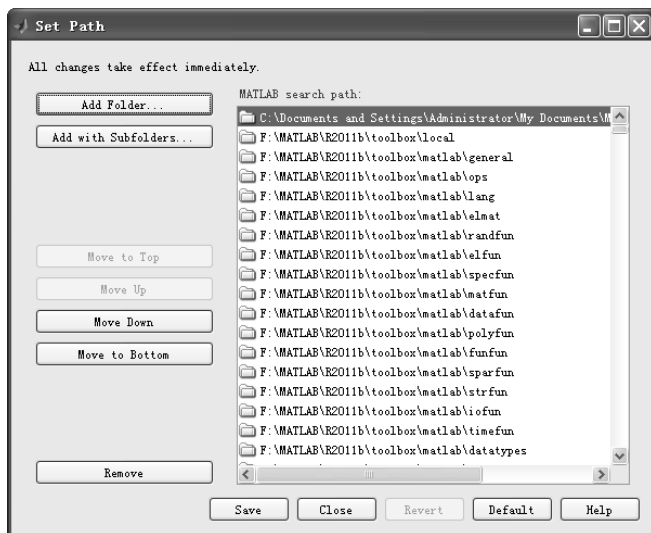 Set Path
All changes take effect immediately.
Add Folder...
Add with Subfolders...
Move to Top
Move Up
Move Down
Move to Bottom
Remove
MATLAB search path:
C:\Documents and Settings\Administrator\My Documents\M
F:\MATLAB\R2011b\toolbox\local
F:\MATLAB\R2011b\toolbox\matlab\general
F:\MATLAB\R2011b\toolbox\matlab\ops
F:\MATLAB\R2011b\toolbox\matlab\lang
F:\MATLAB\R2011b\toolbox\matlab\elmat
F:\MATLAB\R2011b\toolbox\matlab\randfun
F:\MATLAB\R2011b\toolbox\matlab\elfun
F:\MATLAB\R2011b\toolbox\matlab\specfun
F:\MATLAB\R2011b\toolbox\matlab\matfun
F:\MATLAB\R2011b\toolbox\matlab\datafun
F:\MATLAB\R2011b\toolbox\matlab\polyfun
F:\MATLAB\R2011b\toolbox\matlab\funfun
F:\MATLAB\R2011b\toolbox\matlab\sparfun
F:\MATLAB\R2011b\toolbox\matlab\strfun
F:\MATLAB\R2011b\toolbox\matlab\iofun
F:\MATLAB\R2011b\toolbox\matlab\timefun
F:\MATLAB\R2011b\toolbox\matlab\datatypes
Save
Close
Revert
Default
Help